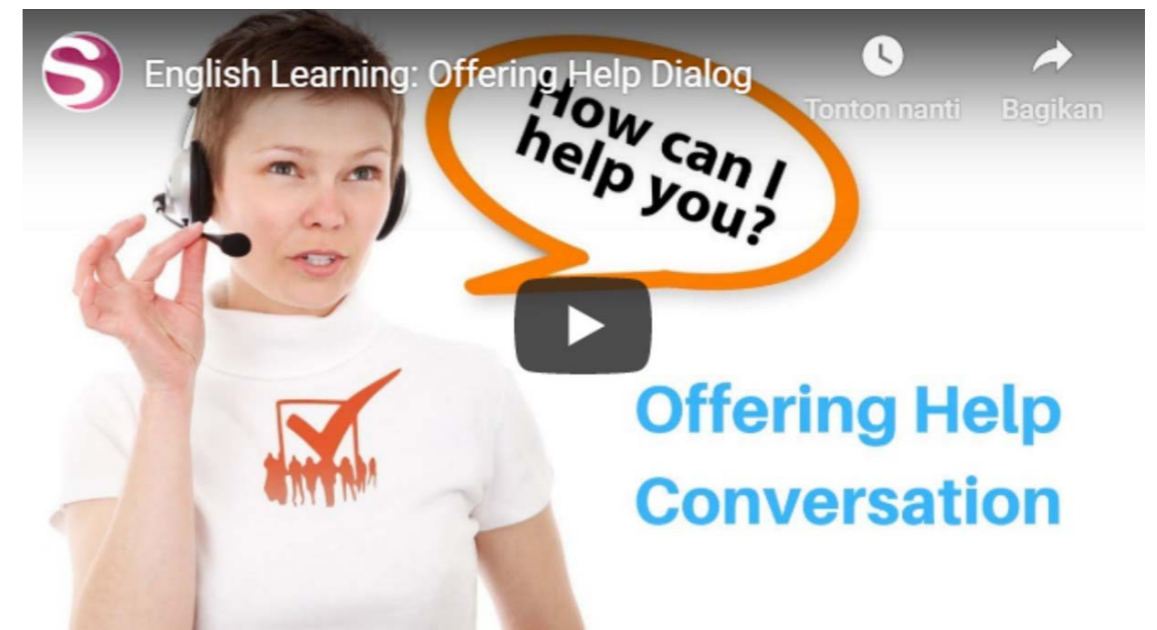 English Learning: Offering Help Dialog
Tonton nanti
Bagikan
How can I
help you?
Offering Help
Conversation